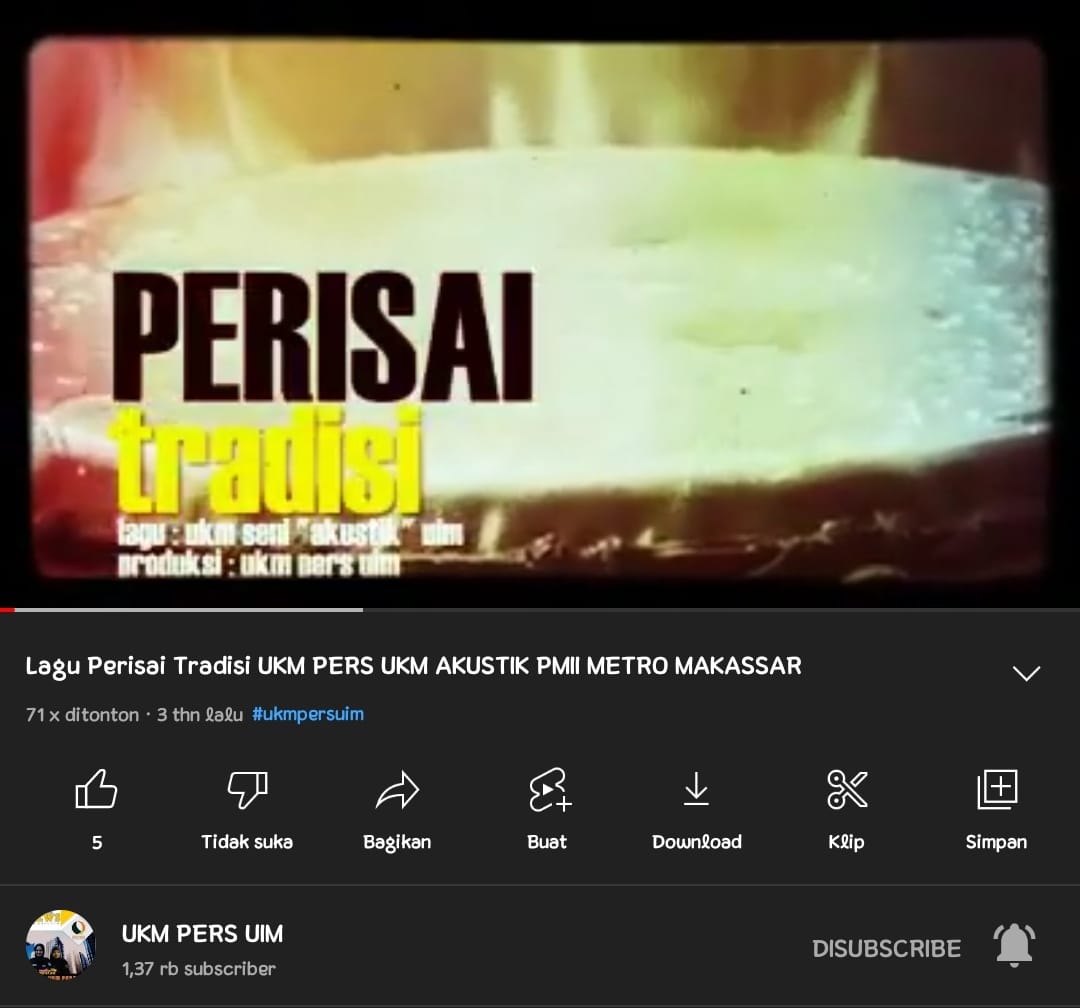 PERISAI
tradisi
lagu : ukm seni "akustik" uim
produksi : ukm pers uim
Lagu Perisai Tradisi UKM PERS UKM AKUSTIK PMII METRO MAKASSAR
71 x ditonton · 3 thn lalu #ukmpersuim
5 Tidak suka Bagikan Buat Download Klip Simpan
UKM PERS UIM DISUBSCRIBE
1,37 rb subscriber